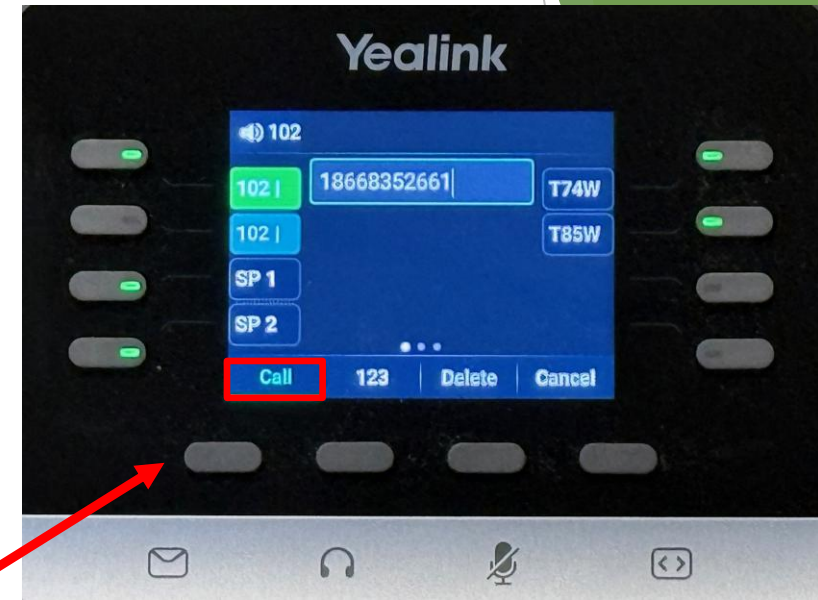 Yealink
102
102 |
18668352661
T74W
102 |
T85W
SP 1
SP 2
Call
123
Delete
Cancel